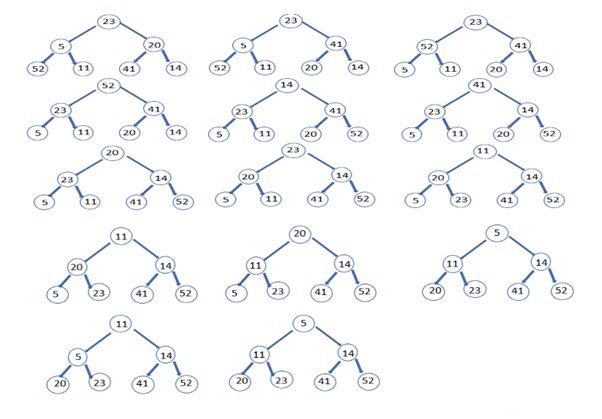 23 23 23
5 20 5 41 52 41
52 11 41 14 52 11 20 14 5 11 20 14
52 14 41
23 41 23 41 23 14
5 11 20 14 5 11 20 52 5 11 20 52
20 23 11
23 14 20 14 20 14
5 11 41 52 5 11 41 52 5 23 41 52
11 20 5
20 14 11 14 11 14
5 23 41 52 5 23 41 52 20 23 41 52
11 5
5 14 11 14
20 23 41 52 20 23 41 52